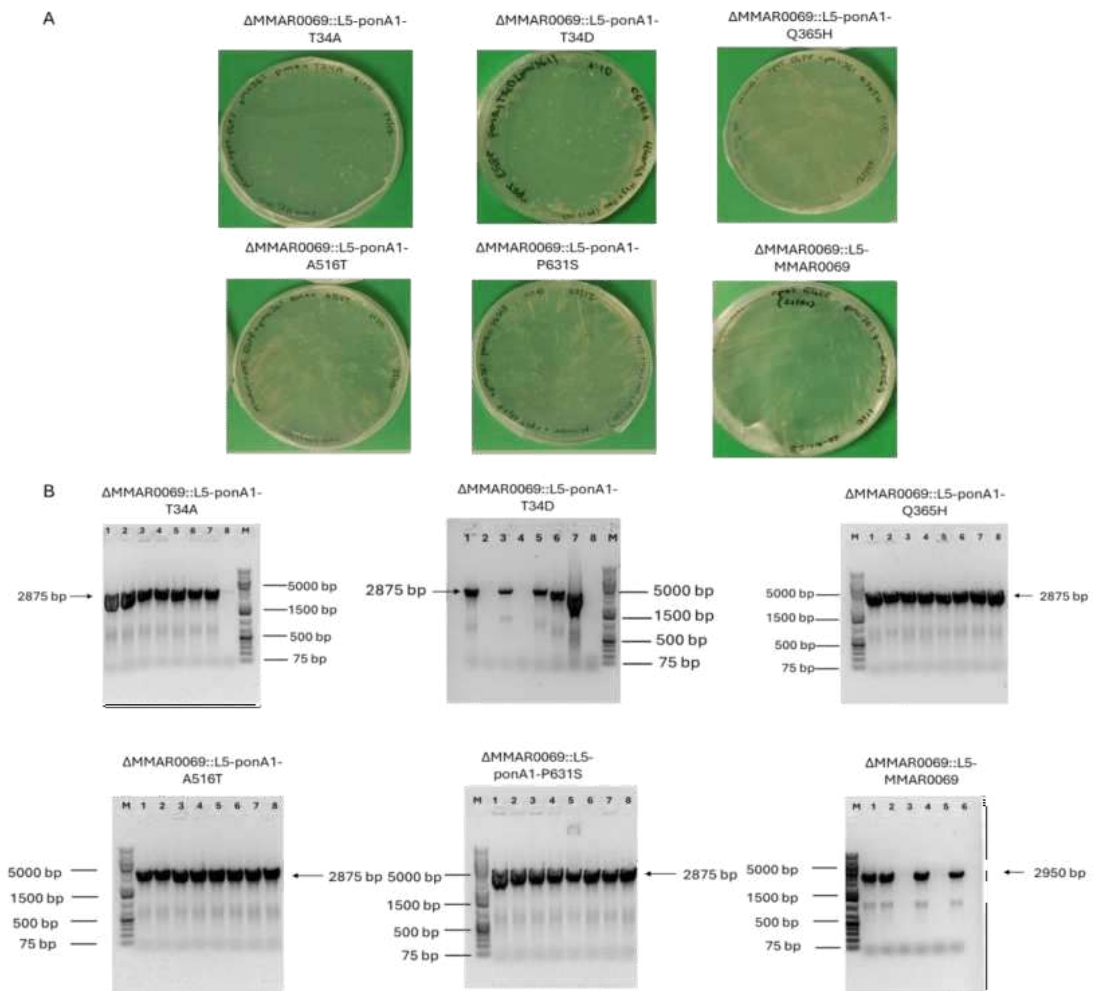 A
ΔMMAR0069::L5-ponA1-
T34A
ΔMMAR0069::L5-ponA1-
T34D
ΔMMAR0069::L5-ponA1-
Q365H
ΔMMAR0069::L5-ponA1-
A516T
ΔMMAR0069::L5-ponA1-
P631S
ΔMMAR0069::L5-
MMAR0069
B
ΔMMAR0069::L5-ponA1-
T34A
1 2 3 4 5 6 7 8 M
2875 bp
5000 bp
1500 bp
500 bp
75 bp
ΔMMAR0069::L5-ponA1-
T34D
1 2 3 4 5 6 7 8 M
2875 bp
5000 bp
1500 bp
500 bp
75 bp
ΔMMAR0069::L5-ponA1-
Q365H
M 1 2 3 4 5 6 7 8
5000 bp
1500 bp
500 bp
75 bp
2875 bp
ΔMMAR0069::L5-ponA1-
A516T
M 1 2 3 4 5 6 7 8
5000 bp
1500 bp
500 bp
75 bp
2875 bp
ΔMMAR0069::L5-
ponA1-P631S
M 1 2 3 4 5 6 7 8
5000 bp
1500 bp
500 bp
75 bp
2875 bp
ΔMMAR0069::L5-
MMAR0069
M 1 2 3 4 5 6
5000 bp
1500 bp
500 bp
75 bp
2950 bp